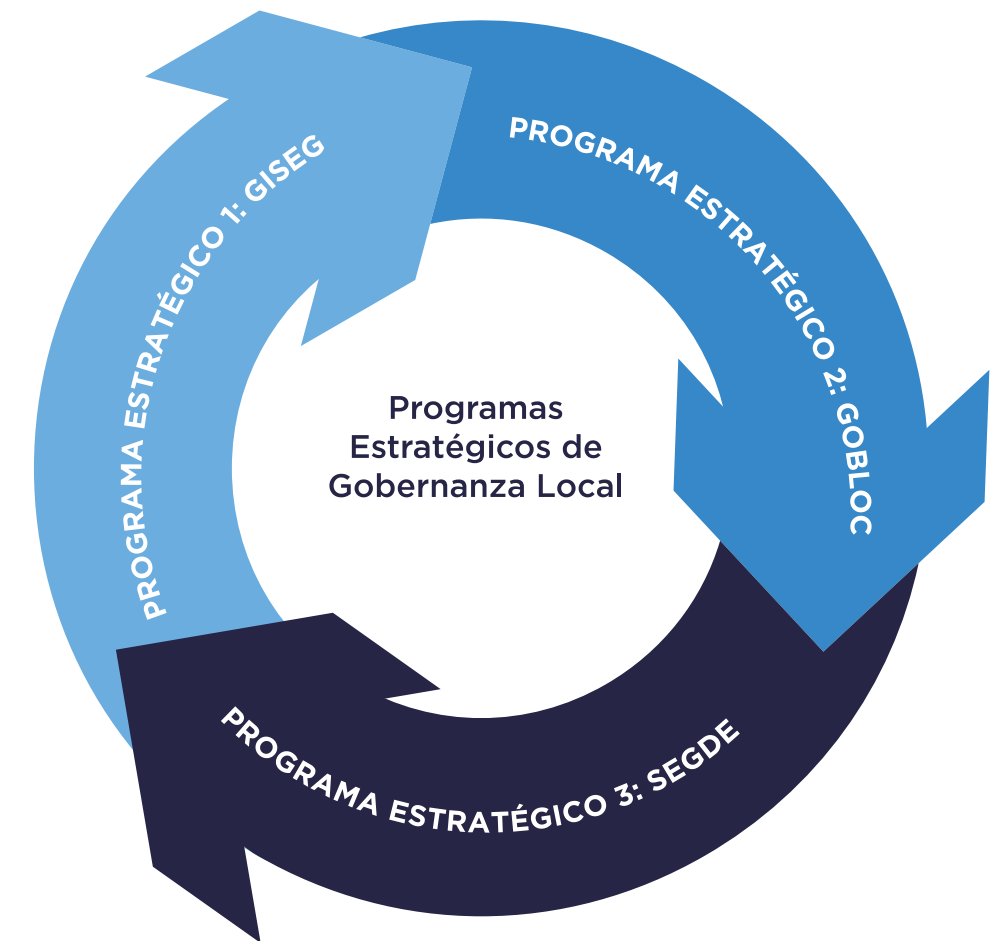 PROGRAMA ESTRATÉGICO 1: GISEG
PROGRAMA ESTRATÉGICO 2: GOBLOC
PROGRAMA ESTRATÉGICO 3: SEGDE
Programas
Estratégicos de
Gobernanza Local